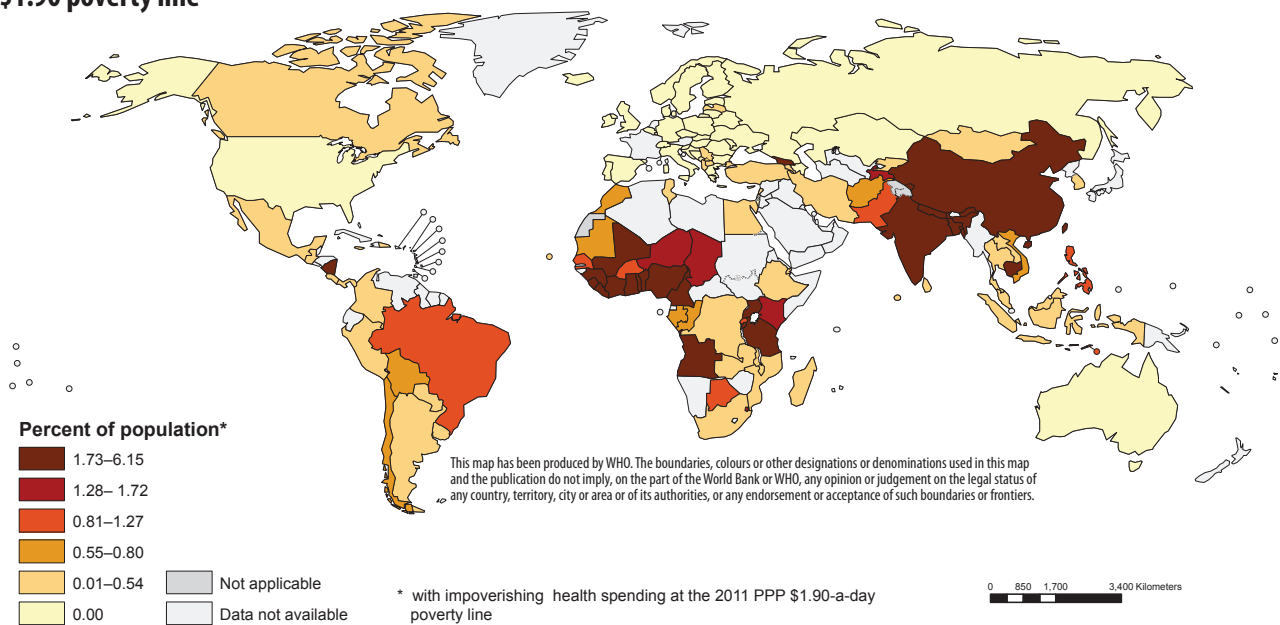 $1.90 poverty line
Percent of population*
1.73–6.15
1.28– 1.72
0.81–1.27
0.55–0.80
0.01–0.54
0.00
Not applicable
Data not available
This map has been produced by WHO. The boundaries, colours or other designations or denominations used in this map
and the publication do not imply, on the part of the World Bank or WHO, any opinion or judgement on the legal status of
any country, territory, city or area or of its authorities, or any endorsement or acceptance of such boundaries or frontiers.
* with impoverishing health spending at the 2011 PPP $1.90-a-day
poverty line
0 850 1,700 3,400 Kilometers